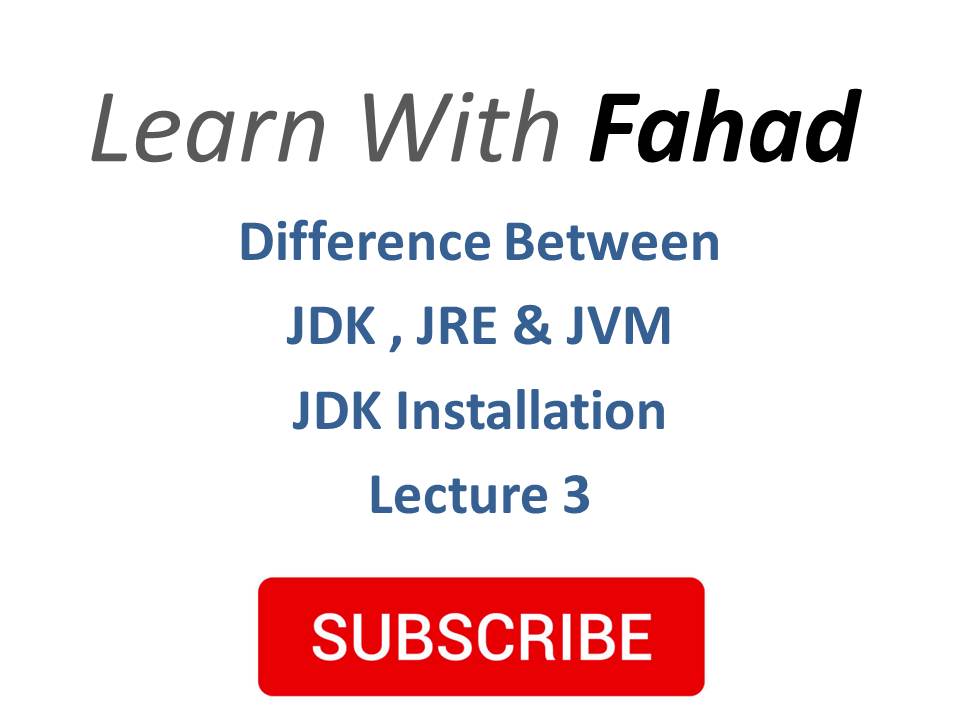 Learn With Fahad
Difference Between
JDK , JRE & JVM
JDK Installation
Lecture 3
SUBSCRIBE